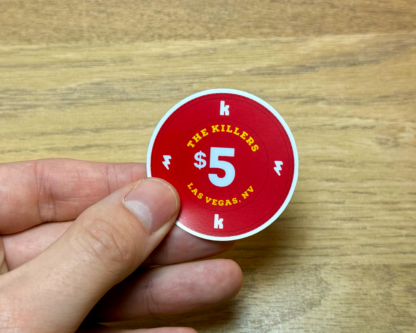 k
THE KILLERS
$5
LAS VEGAS, NV
k